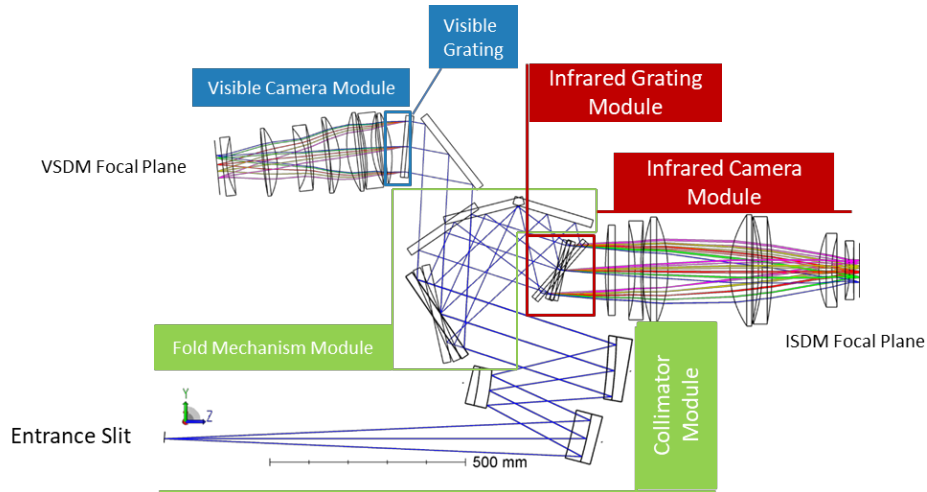 Visible
Grating
Visible Camera Module
Infrared Grating
Module
VSDM Focal Plane
Infrared Camera
Module
Fold Mechanism Module
ISDM Focal Plane
Collimator
Module
Y
Z
Entrance Slit
500 mm